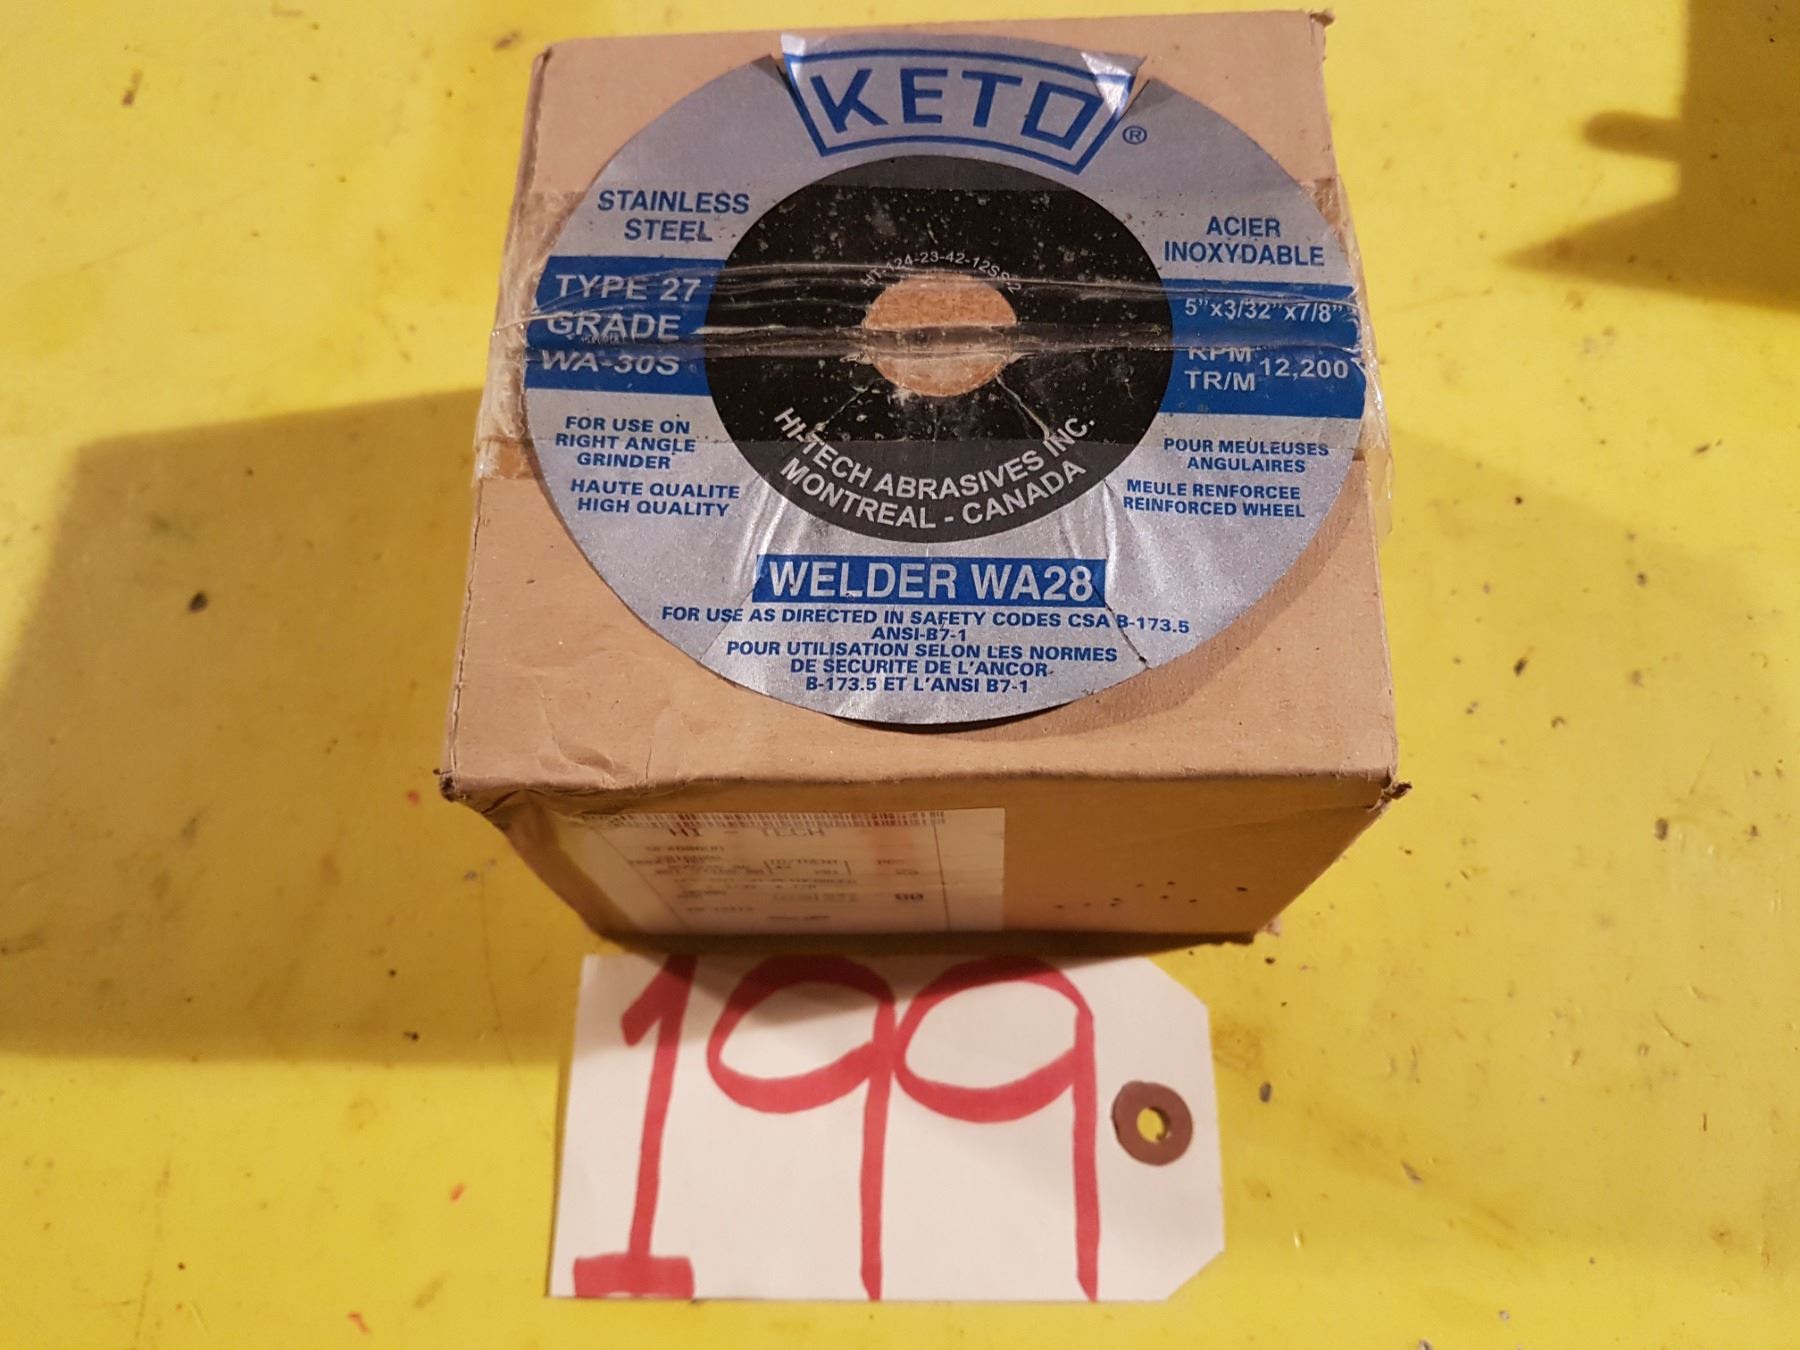 KETO®
STAINLESS
STEEL
TYPE 27
GRADE
WA-30S
FOR USE ON
RIGHT ANGLE
GRINDER
HAUTE QUALITE
HIGH QUALITY
ACIER
INOXYDABLE
5"x3/32"x7/8"
RPM
TR/M 12,200
POUR MEULEUSES
ANGULAIRES
MEULE RENFORCEE
REINFORCED WHEEL
HI-TECH ABRASIVES INC.
MONTREAL - CANADA
WELDER WA28
FOR USE AS DIRECTED IN SAFETY CODES CSA B-173.5
ANSI-B7-1
POUR UTILISATION SELON LES NORMES
DE SECURITE DE L'ANCOR
B-173.5 ET L'ANSI B7-1
HI - TECH
199